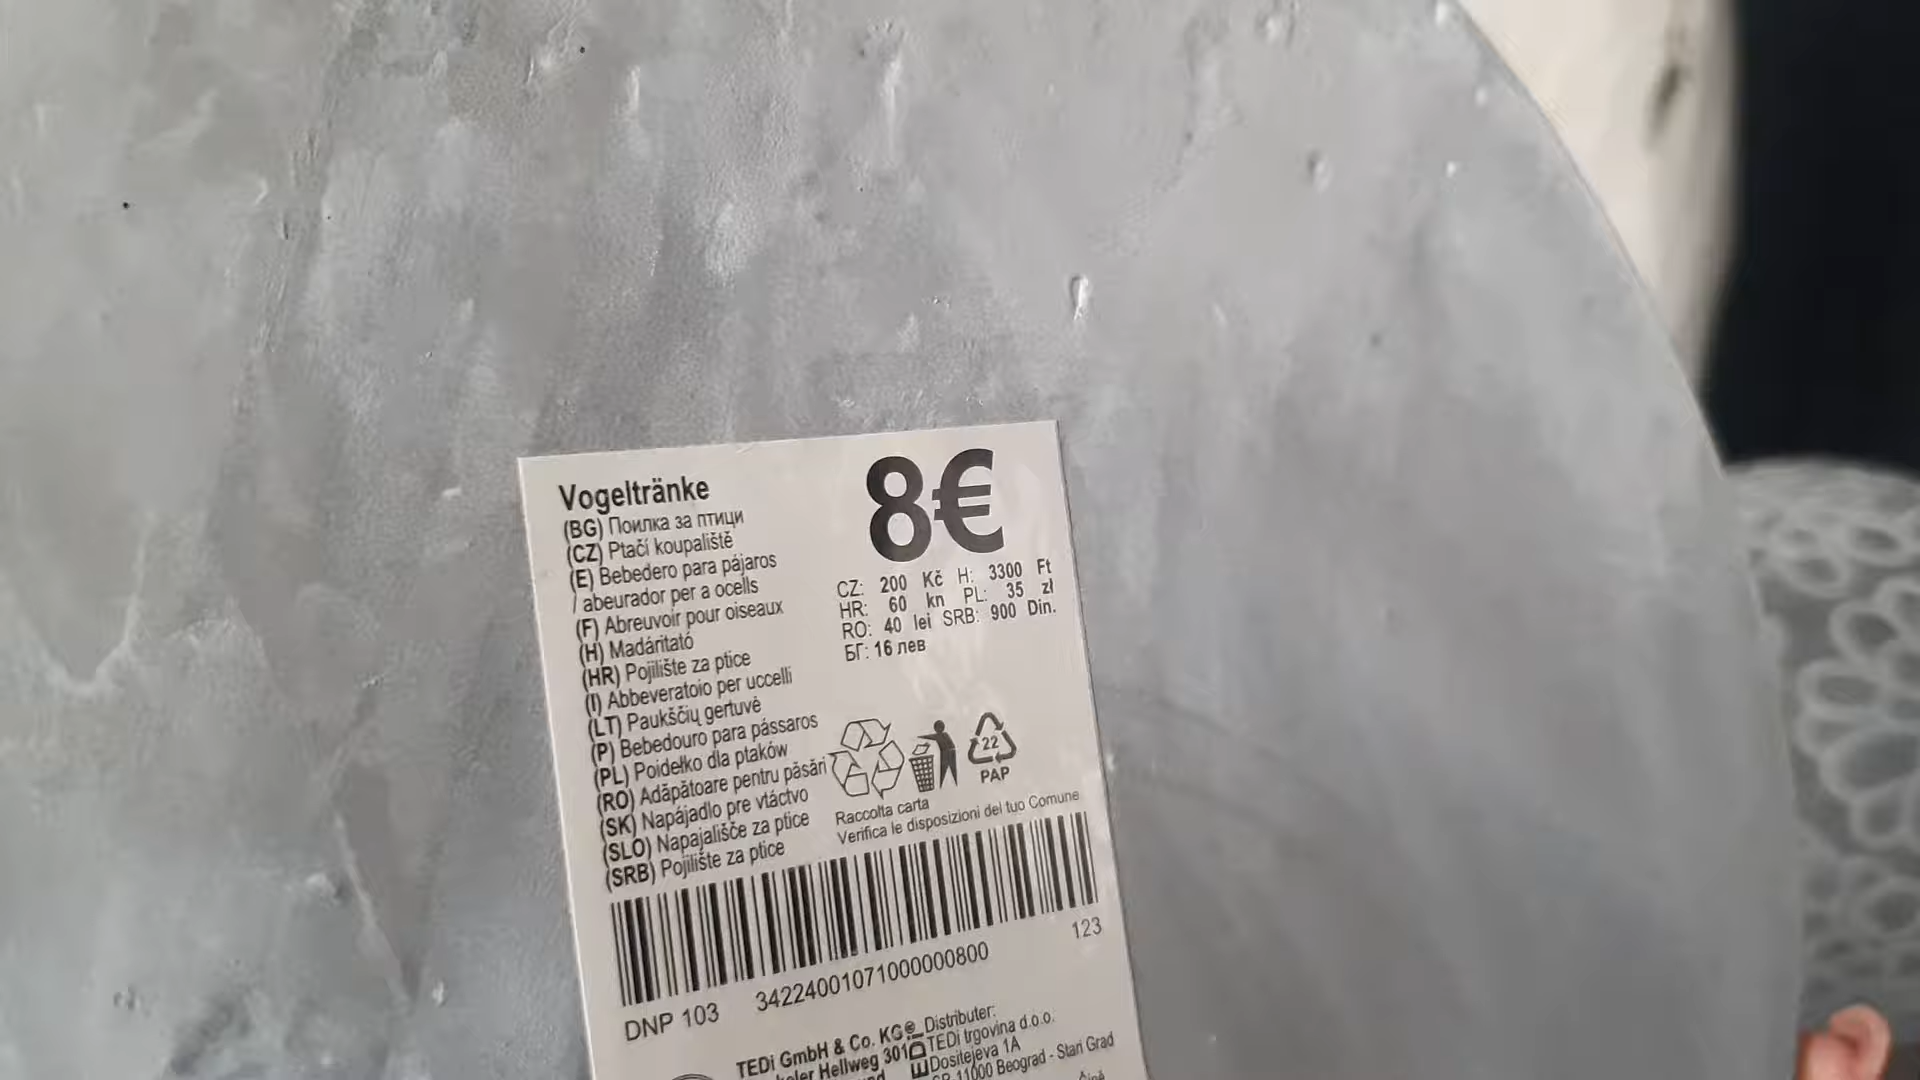 Vogeltränke
8€
(BG) Поилка за птици
(CZ) Ptačí koupaliště
(E) Bebedero para pájaros
/ abeurador per a ocells
(F) Abreuvoir pour oiseaux
(H) Madáritató
(HR) Pojilište za ptice
(I) Abbeveratoio per uccelli
(LT) Paukščių gertuvė
(P) Bebedouro para pássaros
(PL) Poidełko dla ptaków
(RO) Adăpătoare pentru păsări
(SK) Napájadlo pre vtáctvo
(SLO) Napajališče za ptice
(SRB) Pojilište za ptice
CZ: 200 Kč H: 3300 Ft
HR: 60 kn PL: 35 zł
RO: 40 lei SRB: 900 Din.
БГ: 16 лев
22
PAP
Raccolta carta
Verifica le disposizioni del tuo Comune
123
DNP 103 34224001071000000800
TEDi GmbH & Co. KG
Hellweg 301
Distributer:
TEDi trgovina d.o.o.
Dositejeva 1A
11000 Beograd - Stari Grad